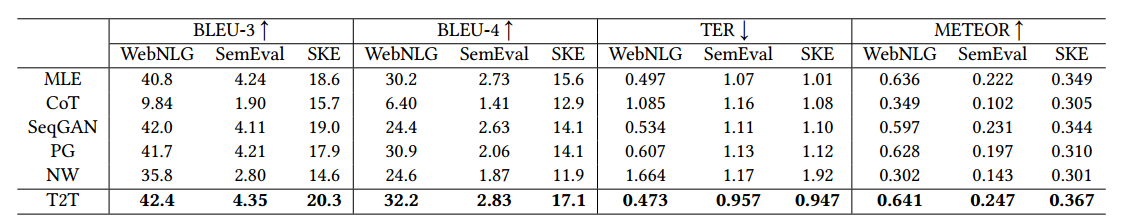 BLEU-3 ↑ BLEU-4 ↑ TER ↓ METEOR ↑
WebNLG SemEval SKE WebNLG SemEval SKE WebNLG SemEval SKE WebNLG SemEval SKE
MLE 40.8 4.24 18.6 30.2 2.73 15.6 0.497 1.07 1.01 0.636 0.222 0.349
CoT 9.84 1.90 15.7 6.40 1.41 12.9 1.085 1.16 1.08 0.349 0.102 0.305
SeqGAN 42.0 4.11 19.0 24.4 2.63 14.1 0.534 1.11 1.10 0.597 0.231 0.344
PG 41.7 4.21 17.9 30.9 2.06 14.1 0.607 1.13 1.12 0.628 0.197 0.310
NW 35.8 2.80 14.6 24.6 1.87 11.9 1.664 1.17 1.92 0.302 0.143 0.301
T2T 42.4 4.35 20.3 32.2 2.83 17.1 0.473 0.957 0.947 0.641 0.247 0.367